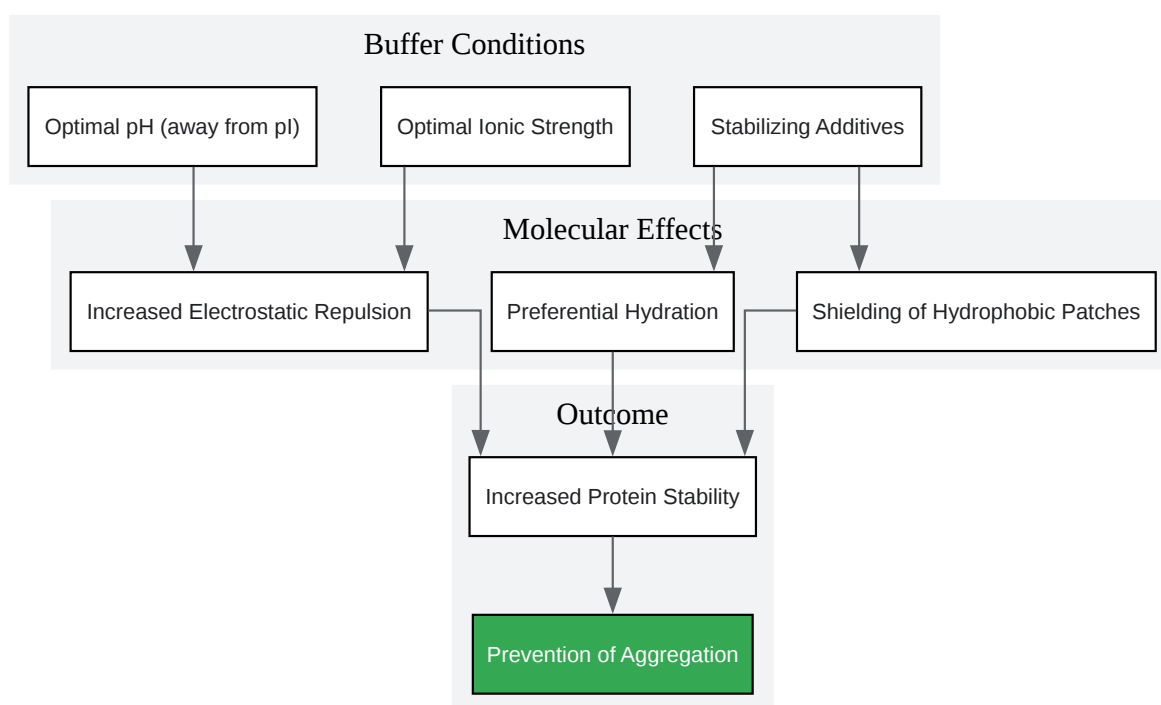 Buffer Conditions
Optimal pH (away from pI)
Optimal Ionic Strength
Stabilizing Additives
Molecular Effects
Increased Electrostatic Repulsion
Preferential Hydration
Shielding of Hydrophobic Patches
Outcome
Increased Protein Stability
Prevention of Aggregation